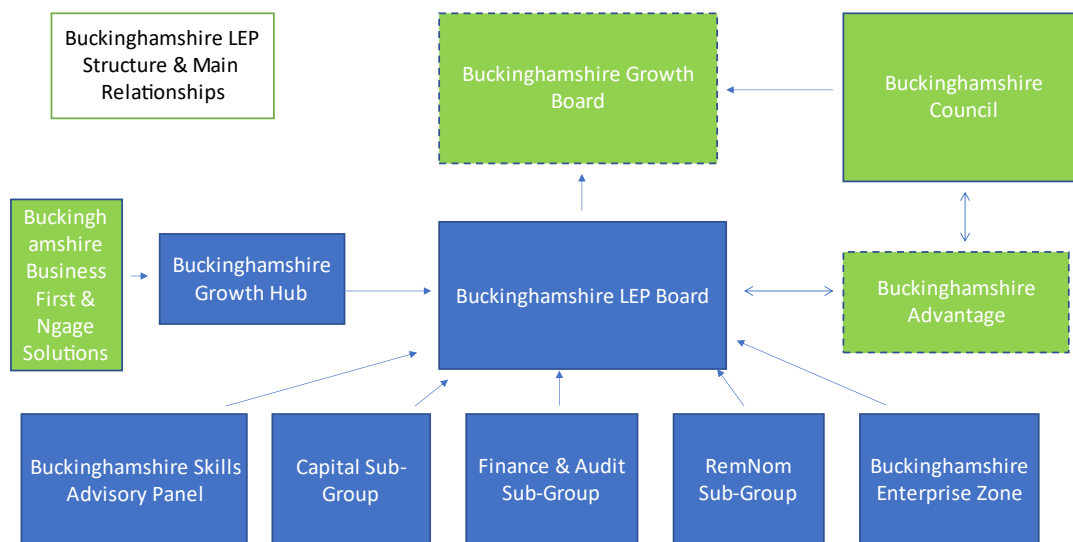 Buckinghamshire LEP
Structure & Main
Relationships
Buckinghamshire Growth
Board
Buckinghamshire
Council
Buckingh
amshire
Business
First &
Ngage
Solutions
Buckinghamshire
Growth Hub
Buckinghamshire LEP Board
Buckinghamshire
Advantage
Buckinghamshire Skills
Advisory Panel
Capital Sub-
Group
Finance & Audit
Sub-Group
RemNom
Sub-Group
Buckinghamshire
Enterprise Zone